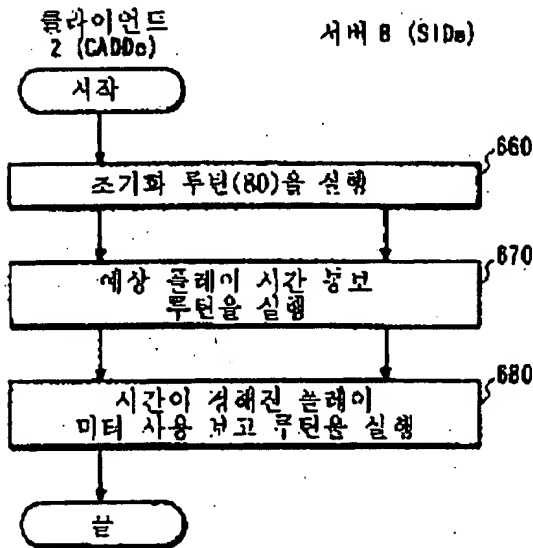 클라이언트
2 (CADDc)
서버 B (SIDB)
시작
660
초기화 루틴(80)을 실행
670
예상 플레이 시간 통보
루틴을 실행
680
시간이 정해진 플레이
미터 사용 보고 루틴을 실행
끝